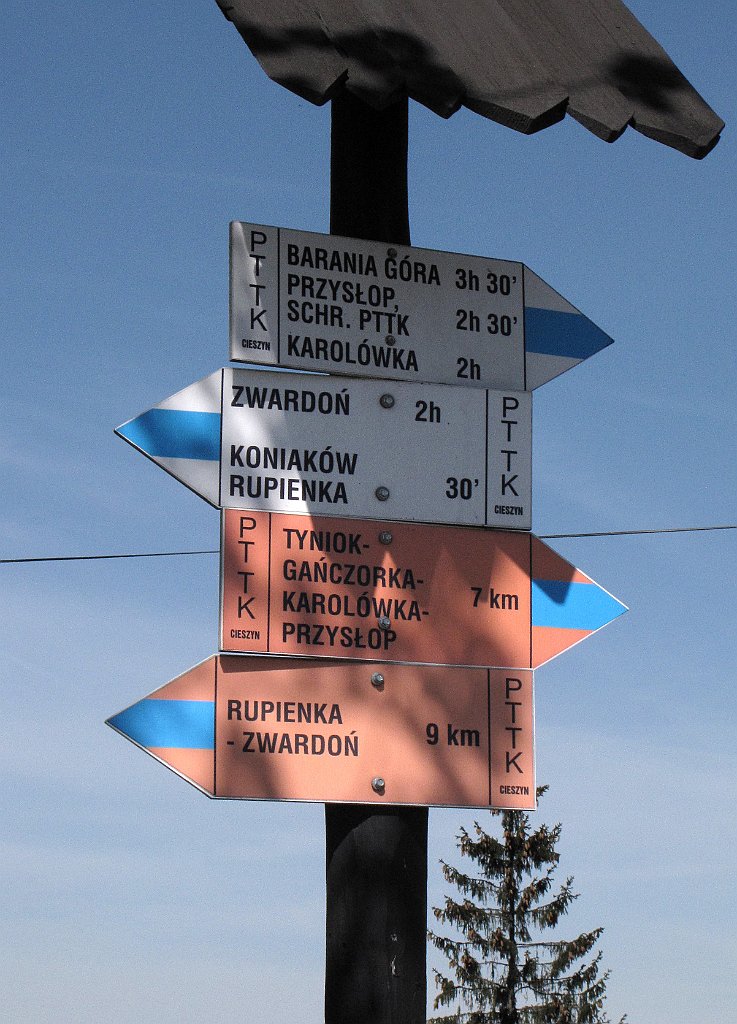 PTTK
CIESZYN
BARANIA GÓRA 3h 30'
PRZYSŁOP,
SCHR. PTTK 2h 30'
KAROLÓWKA 2h
ZWARDOŃ 2h
KONIAKÓW
RUPIENKA 30'
PTTK
CIESZYN
PTTK
CIESZYN
TYNIOK-
GAŃCZORKA-
KAROLÓWKA-
PRZYSŁOP
7 km
RUPIENKA
- ZWARDOŃ
9 km
PTTK
CIESZYN